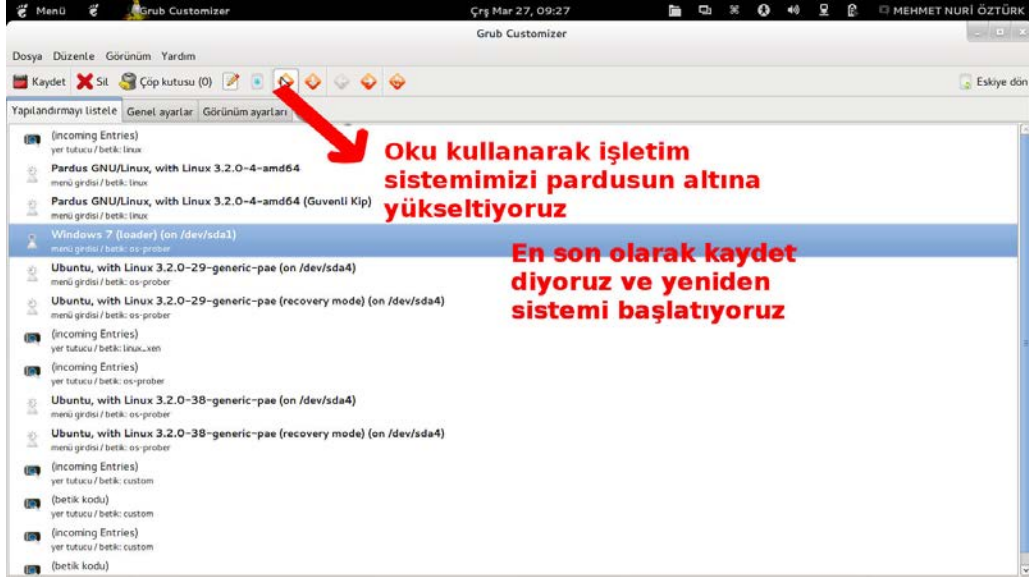 Menü Grub Customizer Çrş Mar 27, 09:27 MEHMET NURİ ÖZTÜRK
Grub Customizer
Dosya Düzenle Görünüm Yardım
Kaydet Sil Çöp kutusu (0) Eskiye dön
Yapılandırmayı listele Genel ayarlar Görünüm ayarları
(incoming Entries)
yer tutucu / betik: linux
Pardus GNU/Linux, with Linux 3.2.0-4-amd64
menü girdisi / betik: linux
Pardus GNU/Linux, with Linux 3.2.0-4-amd64 (Guvenli Kip)
menü girdisi / betik: linux
Windows 7 (loader) (on /dev/sda1)
menü girdisi / betik: os-prober
Ubuntu, with Linux 3.2.0-29-generic-pae (on /dev/sda4)
menü girdisi / betik: os-prober
Ubuntu, with Linux 3.2.0-29-generic-pae (recovery mode) (on /dev/sda4)
menü girdisi / betik: os-prober
(incoming Entries)
yer tutucu / betik: linux_xen
(incoming Entries)
yer tutucu / betik: os-prober
Ubuntu, with Linux 3.2.0-38-generic-pae (on /dev/sda4)
menü girdisi / betik: os-prober
Ubuntu, with Linux 3.2.0-38-generic-pae (recovery mode) (on /dev/sda4)
menü girdisi / betik: os-prober
(incoming Entries)
yer tutucu / betik: custom
(betik kodu)
yer tutucu / betik: custom
(incoming Entries)
yer tutucu / betik: custom
(betik kodu)
Oku kullanarak işletim
sistemimizi pardusun altına
yükseltiyoruz
En son olarak kaydet
diyoruz ve yeniden
sistemi başlatıyoruz